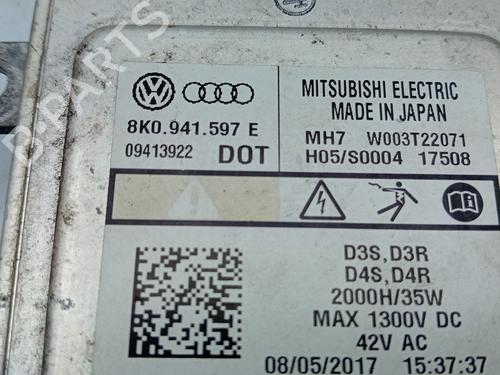 B-PARTS
MITSUBISHI ELECTRIC
MADE IN JAPAN
8K0.941.597 E
MH7 W003T22071
09413922 DOT
H05/S0004 17508
D3S,D3R
D4S,D4R
2000H/35W
MAX 1300V DC
42V AC
08/05/2017 15:37:37